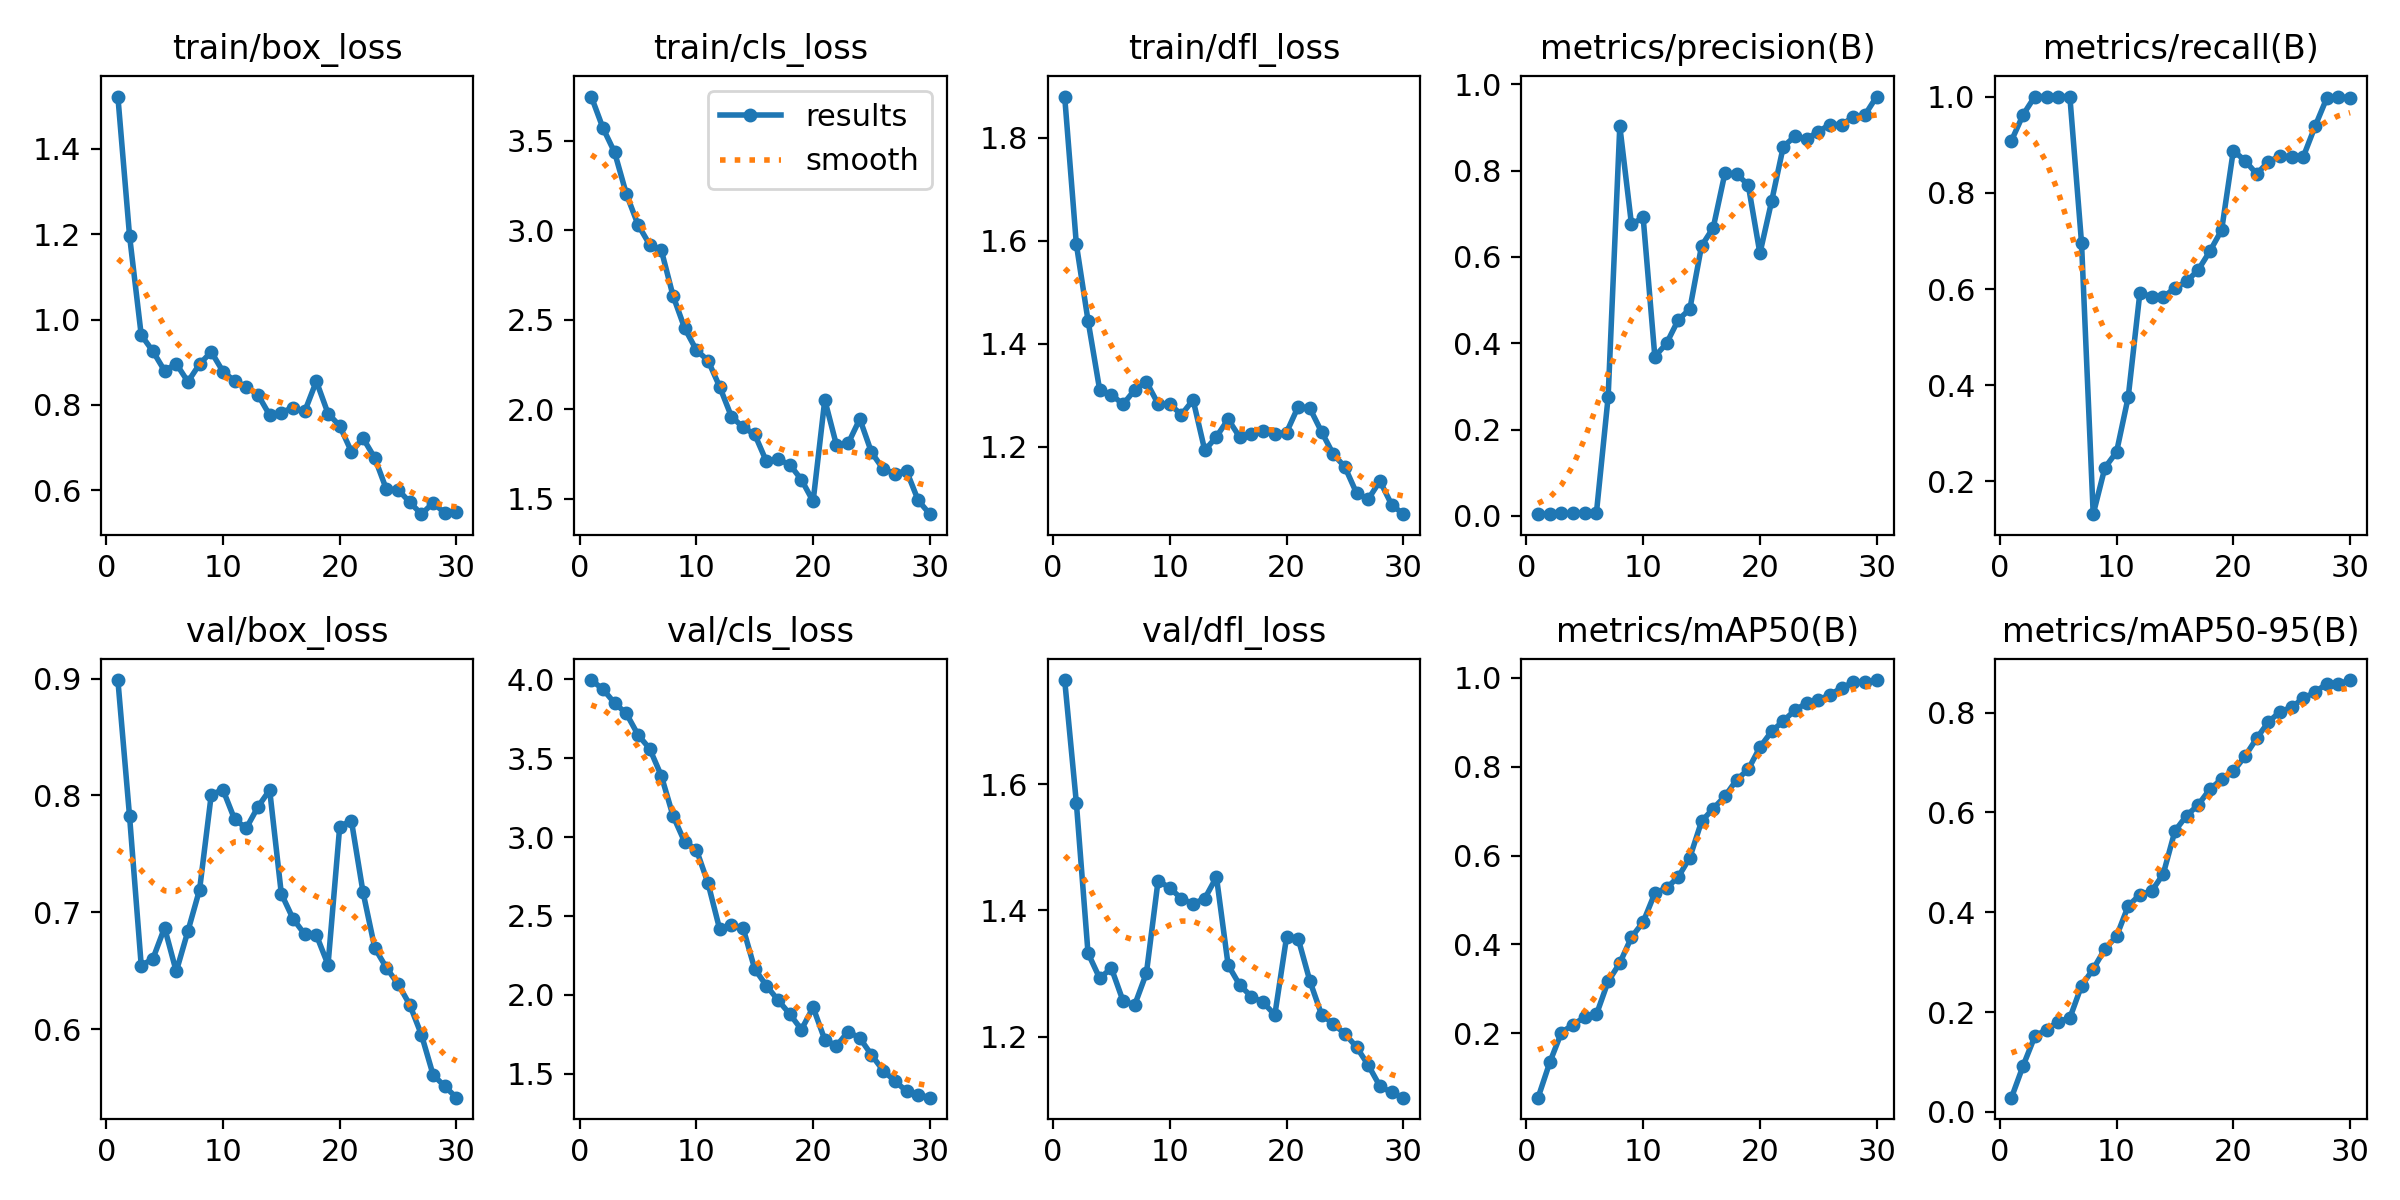 train/box_loss
1.4
1.2
1.0
0.8
0.6
0 10 20 30
train/cls_loss
results
smooth
3.5
3.0
2.5
2.0
1.5
0 10 20 30
train/dfl_loss
1.8
1.6
1.4
1.2
0 10 20 30
metrics/precision(B)
1.0
0.8
0.6
0.4
0.2
0.0
0 10 20 30
metrics/recall(B)
1.0
0.8
0.6
0.4
0.2
0 10 20 30
val/box_loss
0.9
0.8
0.7
0.6
0 10 20 30
val/cls_loss
4.0
3.5
3.0
2.5
2.0
1.5
0 10 20 30
val/dfl_loss
1.6
1.4
1.2
0 10 20 30
metrics/mAP50(B)
1.0
0.8
0.6
0.4
0.2
0 10 20 30
metrics/mAP50-95(B)
0.8
0.6
0.4
0.2
0.0
0 10 20 30